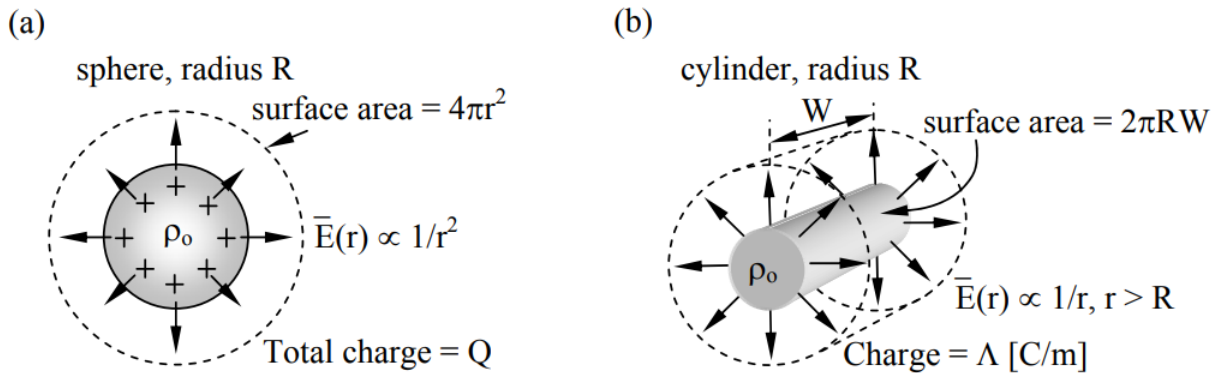 (a)
sphere, radius R
surface area = 4πr²
+ + + + + + + +
ρₒ
E̅(r) ∝ 1/r²
Total charge = Q
(b)
cylinder, radius R
W
surface area = 2πRW
ρₒ
E̅(r) ∝ 1/r, r > R
Charge = Λ [C/m]